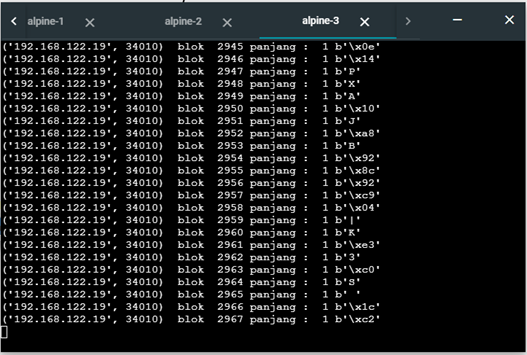 alpine-1 alpine-2 alpine-3
('192.168.122.19', 34010) blok 2945 panjang : 1 b'\x0e'
('192.168.122.19', 34010) blok 2946 panjang : 1 b'\x14'
('192.168.122.19', 34010) blok 2947 panjang : 1 b'P'
('192.168.122.19', 34010) blok 2948 panjang : 1 b'X'
('192.168.122.19', 34010) blok 2949 panjang : 1 b'A'
('192.168.122.19', 34010) blok 2950 panjang : 1 b'\x10'
('192.168.122.19', 34010) blok 2951 panjang : 1 b'J'
('192.168.122.19', 34010) blok 2952 panjang : 1 b'\xa8'
('192.168.122.19', 34010) blok 2953 panjang : 1 b'B'
('192.168.122.19', 34010) blok 2954 panjang : 1 b'\x92'
('192.168.122.19', 34010) blok 2955 panjang : 1 b'\x8c'
('192.168.122.19', 34010) blok 2956 panjang : 1 b'\x92'
('192.168.122.19', 34010) blok 2957 panjang : 1 b'\xc9'
('192.168.122.19', 34010) blok 2958 panjang : 1 b'\x04'
('192.168.122.19', 34010) blok 2959 panjang : 1 b'|'
('192.168.122.19', 34010) blok 2960 panjang : 1 b'K'
('192.168.122.19', 34010) blok 2961 panjang : 1 b'\xe3'
('192.168.122.19', 34010) blok 2962 panjang : 1 b'3'
('192.168.122.19', 34010) blok 2963 panjang : 1 b'\xc0'
('192.168.122.19', 34010) blok 2964 panjang : 1 b'S'
('192.168.122.19', 34010) blok 2965 panjang : 1 b' '
('192.168.122.19', 34010) blok 2966 panjang : 1 b'\x1c'
('192.168.122.19', 34010) blok 2967 panjang : 1 b'\xc2'